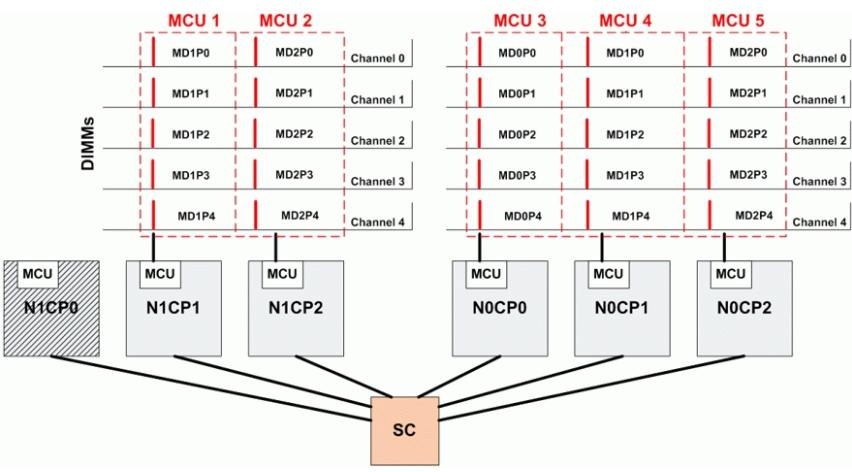 MCU 1 MCU 2 MCU 3 MCU 4 MCU 5
MD1P0 MD2P0 Channel 0 MD0P0 MD1P0 MD2P0 Channel 0
MD1P1 MD2P1 Channel 1 MD0P1 MD1P1 MD2P1 Channel 1
MD1P2 MD2P2 Channel 2 MD0P2 MD1P2 MD2P2 Channel 2
MD1P3 MD2P3 Channel 3 MD0P3 MD1P3 MD2P3 Channel 3
MD1P4 MD2P4 Channel 4 MD0P4 MD1P4 MD2P4 Channel 4
DIMMs
MCU MCU MCU MCU MCU MCU
N1CP0 N1CP1 N1CP2 N0CP0 N0CP1 N0CP2
SC